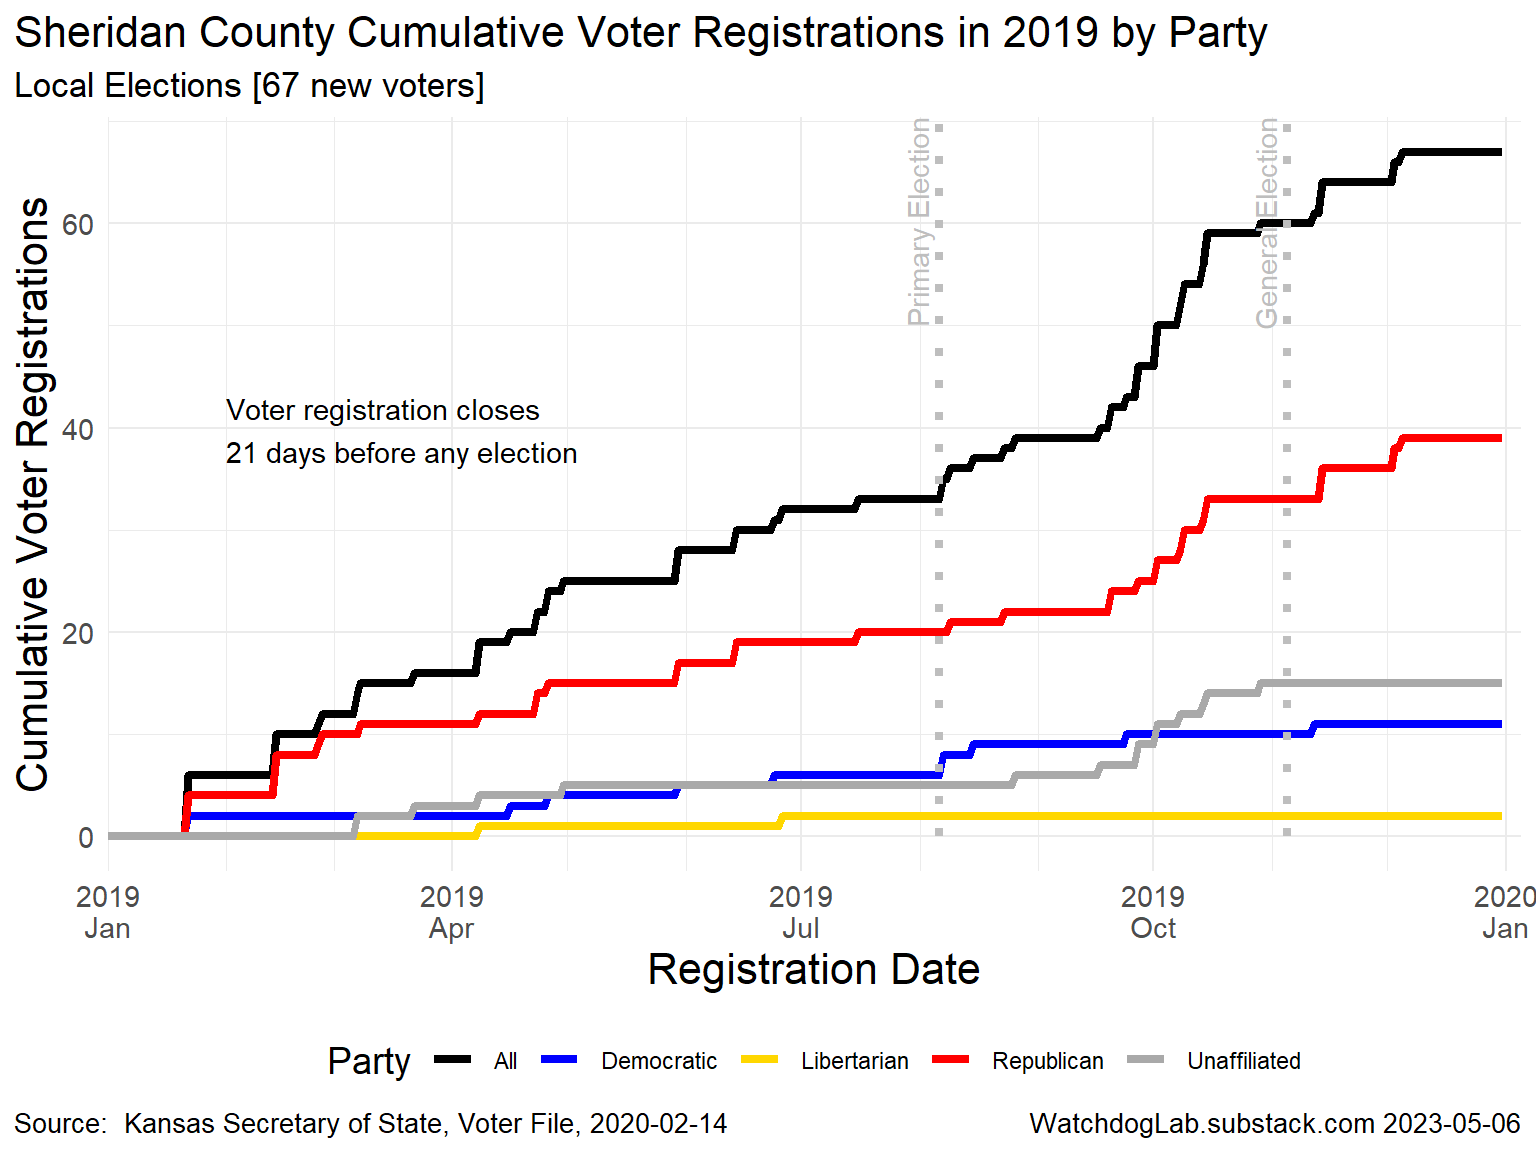 Sheridan County Cumulative Voter Registrations in 2019 by Party
Local Elections [67 new voters]
Cumulative Voter Registrations
60
40
20
0
Primary Election
General Election
Voter registration closes
21 days before any election
2019
Jan
2019
Apr
2019
Jul
2019
Oct
2020
Jan
Registration Date
Party
All
Democratic
Libertarian
Republican
Unaffiliated
Source:  Kansas Secretary of State, Voter File, 2020-02-14
WatchdogLab.substack.com 2023-05-06